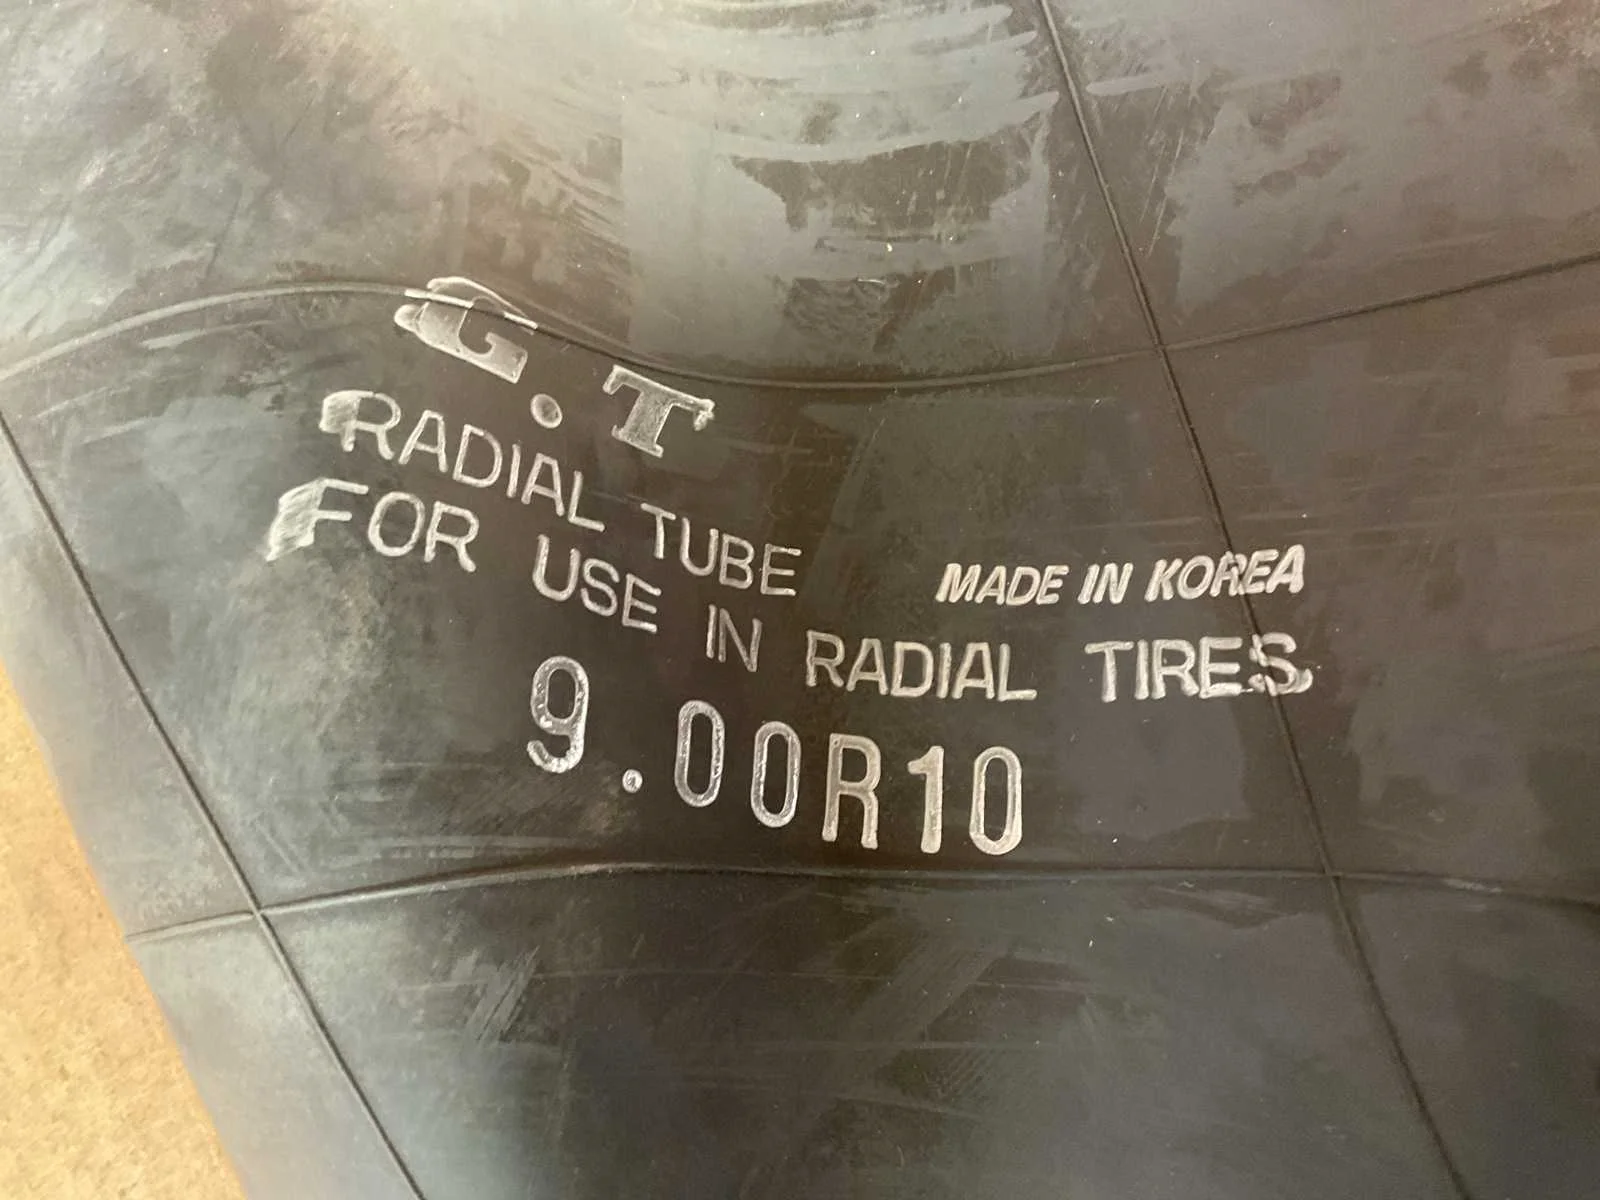 G.T
RADIAL TUBE
MADE IN KOREA
FOR USE IN RADIAL TIRES
9.00R10